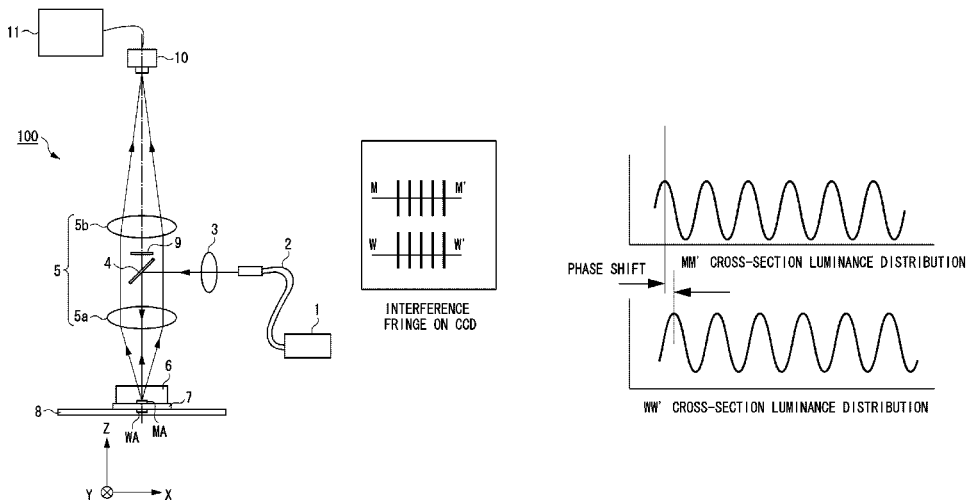 11
10
100
5b
9
4
5
3
2
5a
1
6
7
8
WA
MA
Z
Y
X
M M'
W W'
INTERFERENCE
FRINGE ON CCD
MM' CROSS-SECTION LUMINANCE DISTRIBUTION
PHASE SHIFT
WW' CROSS-SECTION LUMINANCE DISTRIBUTION